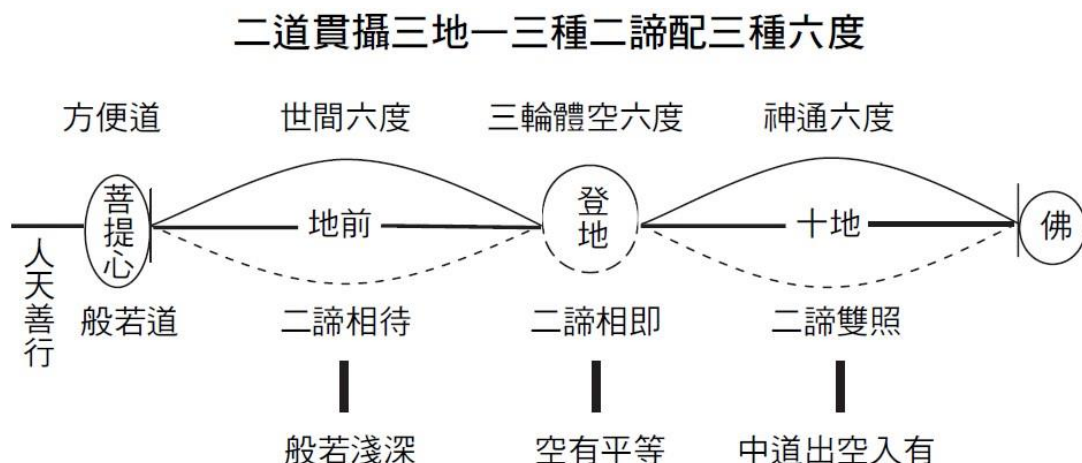 二道貫攝三地一三種二諦配三種六度
方便道 世間六度 三輪體空六度 神通六度
人天善行
菩提心
地前
登地
十地
佛
般若道 二諦相待 二諦相即 二諦雙照
般若淺深 空有平等 中道出空入有